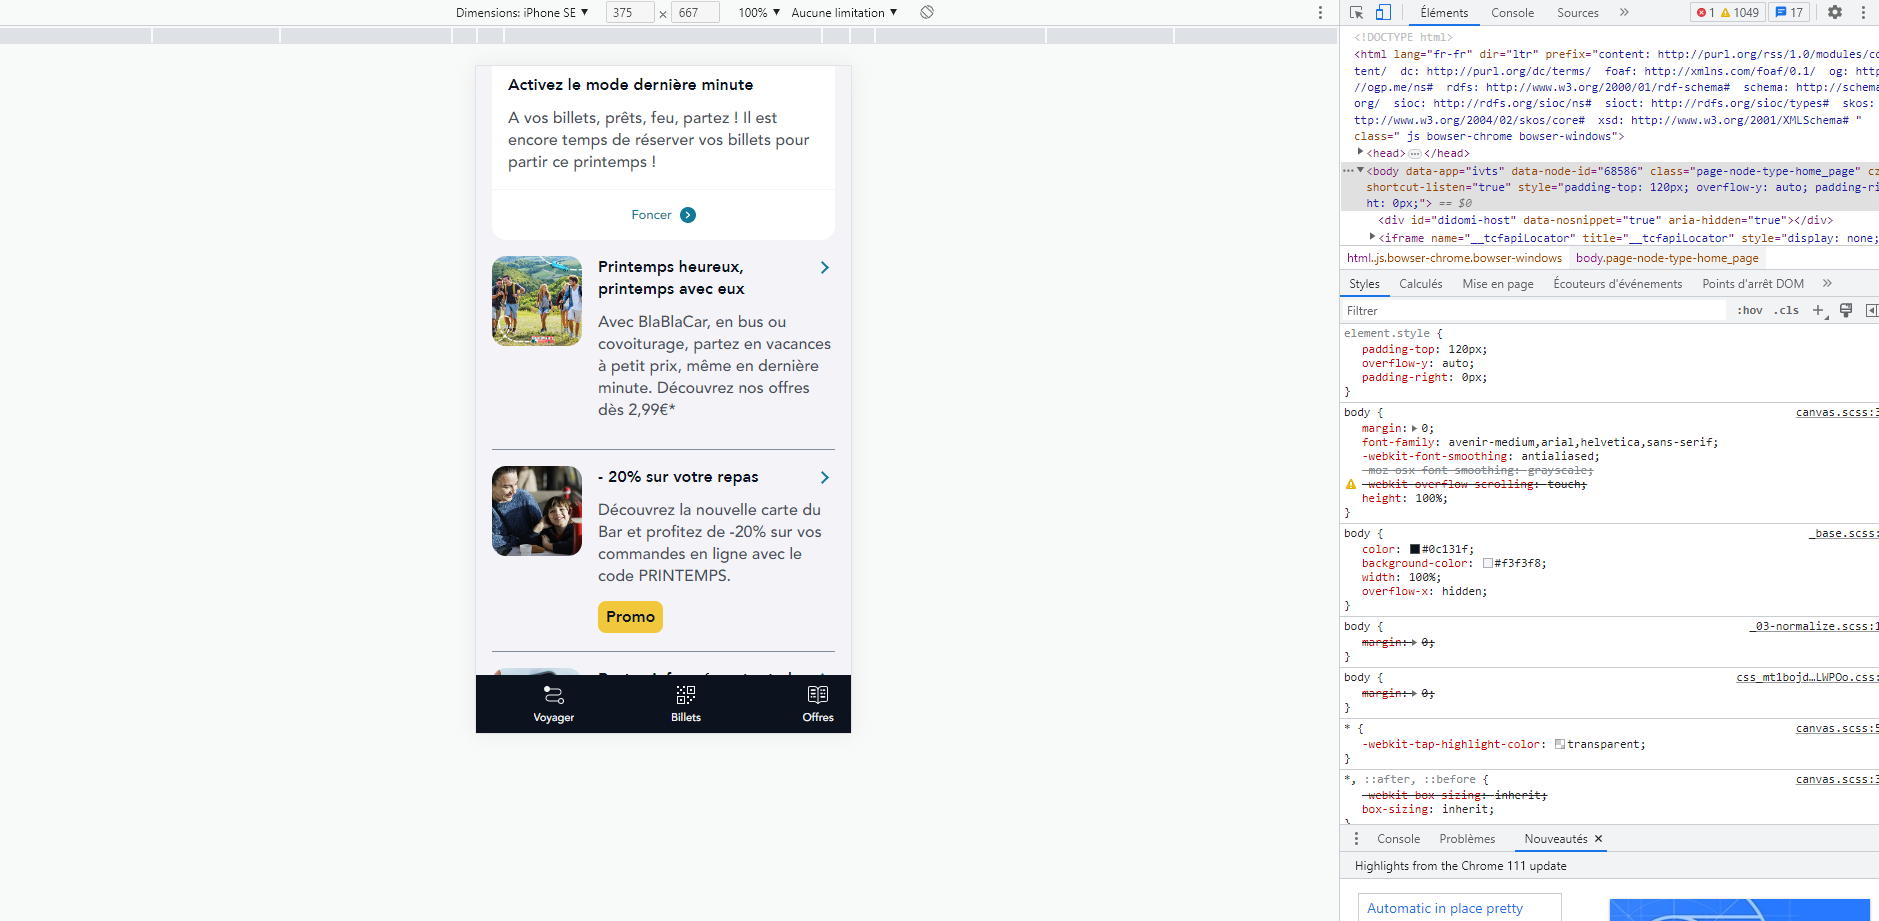 Dimensions: iPhone SE ▼ 375 × 667 100% ▼ Aucune limitation ▼
Activez le mode dernière minute
A vos billets, prêts, feu, partez ! Il est
encore temps de réserver vos billets pour
partir ce printemps !
Foncer
Printemps heureux,
printemps avec eux
Avec BlaBlaCar, en bus ou
covoiturage, partez en vacances
à petit prix, même en dernière
minute. Découvrez nos offres
dès 2,99€*
- 20% sur votre repas
Découvrez la nouvelle carte du
Bar et profitez de -20% sur vos
commandes en ligne avec le
code PRINTEMPS.
Promo
Voyager Billets Offres
Éléments Console Sources » 1 1049 17
<!DOCTYPE html>
<html lang="fr-fr" dir="ltr" prefix="content: http://purl.org/rss/1.0/modules/co
tent/  dc: http://purl.org/dc/terms/  foaf: http://xmlns.com/foaf/0.1/  og: http
//ogp.me/ns#  rdfs: http://www.w3.org/2000/01/rdf-schema#  schema: http://schema
org/  sioc: http://rdfs.org/sioc/ns#  sioct: http://rdfs.org/sioc/types#  skos:
ttp://www.w3.org/2004/02/skos/core#  xsd: http://www.w3.org/2001/XMLSchema# "
class=" js bowser-chrome bowser-windows">
<head> ··· </head>
<body data-app="ivts" data-node-id="68586" class="page-node-type-home_page" cz
shortcut-listen="true" style="padding-top: 120px; overflow-y: auto; padding-ri
ht: 0px;"> == $0
<div id="didomi-host" data-nosnippet="true" aria-hidden="true"></div>
<iframe name="__tcfapiLocator" title="__tcfapiLocator" style="display: none;
html..js.bowser-chrome.bowser-windows body.page-node-type-home_page
Styles Calculés Mise en page Écouteurs d'événements Points d'arrêt DOM »
Filtrer :hov .cls +
element.style {
padding-top: 120px;
overflow-y: auto;
padding-right: 0px;
}
body { canvas.scss:3
margin: 0;
font-family: avenir-medium,arial,helvetica,sans-serif;
-webkit-font-smoothing: antialiased;
-moz-osx-font-smoothing: grayscale;
-webkit-overflow-scrolling: touch;
height: 100%;
}
body { _base.scss:
color: #0c131f;
background-color: #f3f3f8;
width: 100%;
overflow-x: hidden;
}
body { _03-normalize.scss:1
margin: 0;
}
body { css_mt1bojd…LWPOo.css:
margin: 0;
}
* { canvas.scss:5
-webkit-tap-highlight-color: transparent;
}
*, ::after, ::before { canvas.scss:3
-webkit-box-sizing: inherit;
box-sizing: inherit;
}
Console Problèmes Nouveautés ×
Highlights from the Chrome 111 update
Automatic in place pretty